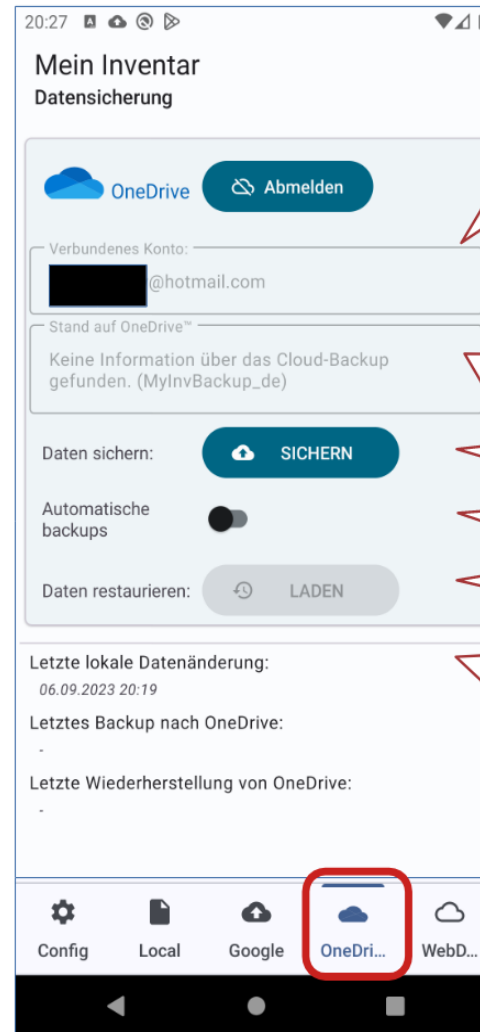 20:27
Mein Inventar
Datensicherung
OneDrive
Abmelden
Verbundenes Konto:
@hotmail.com
Stand auf OneDrive™
Keine Information über das Cloud-Backup
gefunden. (MyInvBackup_de)
Daten sichern:
SICHERN
Automatische
backups
Daten restaurieren:
LADEN
Letzte lokale Datenänderung:
06.09.2023 20:19
Letztes Backup nach OneDrive:
-
Letzte Wiederherstellung von OneDrive:
-
Config Local Google OneDri... WebD...